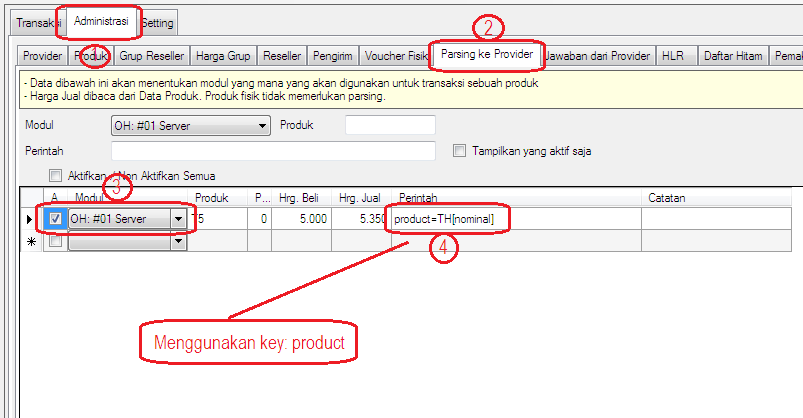 Transaksi Administrasi Setting
1 2
Provider Produk Grup Reseller Harga Grup Reseller Pengirim Voucher Fisik Parsing ke Provider Jawaban dari Provider HLR Daftar Hitam Pemak
- Data dibawah ini akan menentukan modul yang mana yang akan digunakan untuk transaksi sebuah produk
- Harga Jual dibaca dari Data Produk. Produk fisik tidak memerlukan parsing.
Modul OH: #01 Server Produk
Perintah Tampilkan yang aktif saja
Aktifkan / Non Aktifkan Semua
3
A Modul Produk P... Hrg. Beli Hrg. Jual Perintah Catatan
OH: #01 Server T5 0 5.000 5.350 product=TH[nominal]
4
Menggunakan key: product